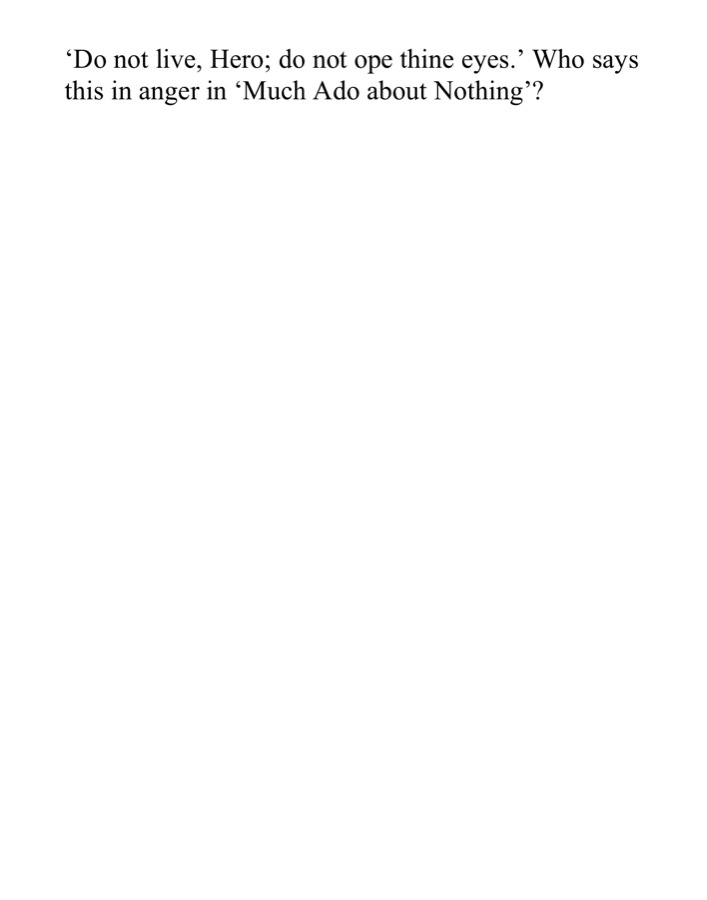 ‘Do not live, Hero; do not ope thine eyes.’ Who says
this in anger in ‘Much Ado about Nothing’?